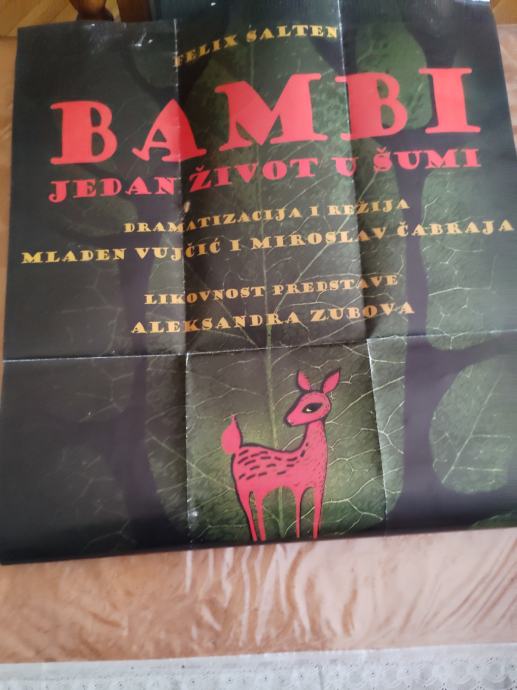 FELIX SALTEN
BAMBI
JEDAN ŽIVOT U ŠUMI
DRAMATIZACIJA I REŽIJA
MLADEN VUJČIĆ I MIROSLAV ČABRAJA
LIKOVNOST PREDSTAVE
ALEKSANDRA ZUBOVA